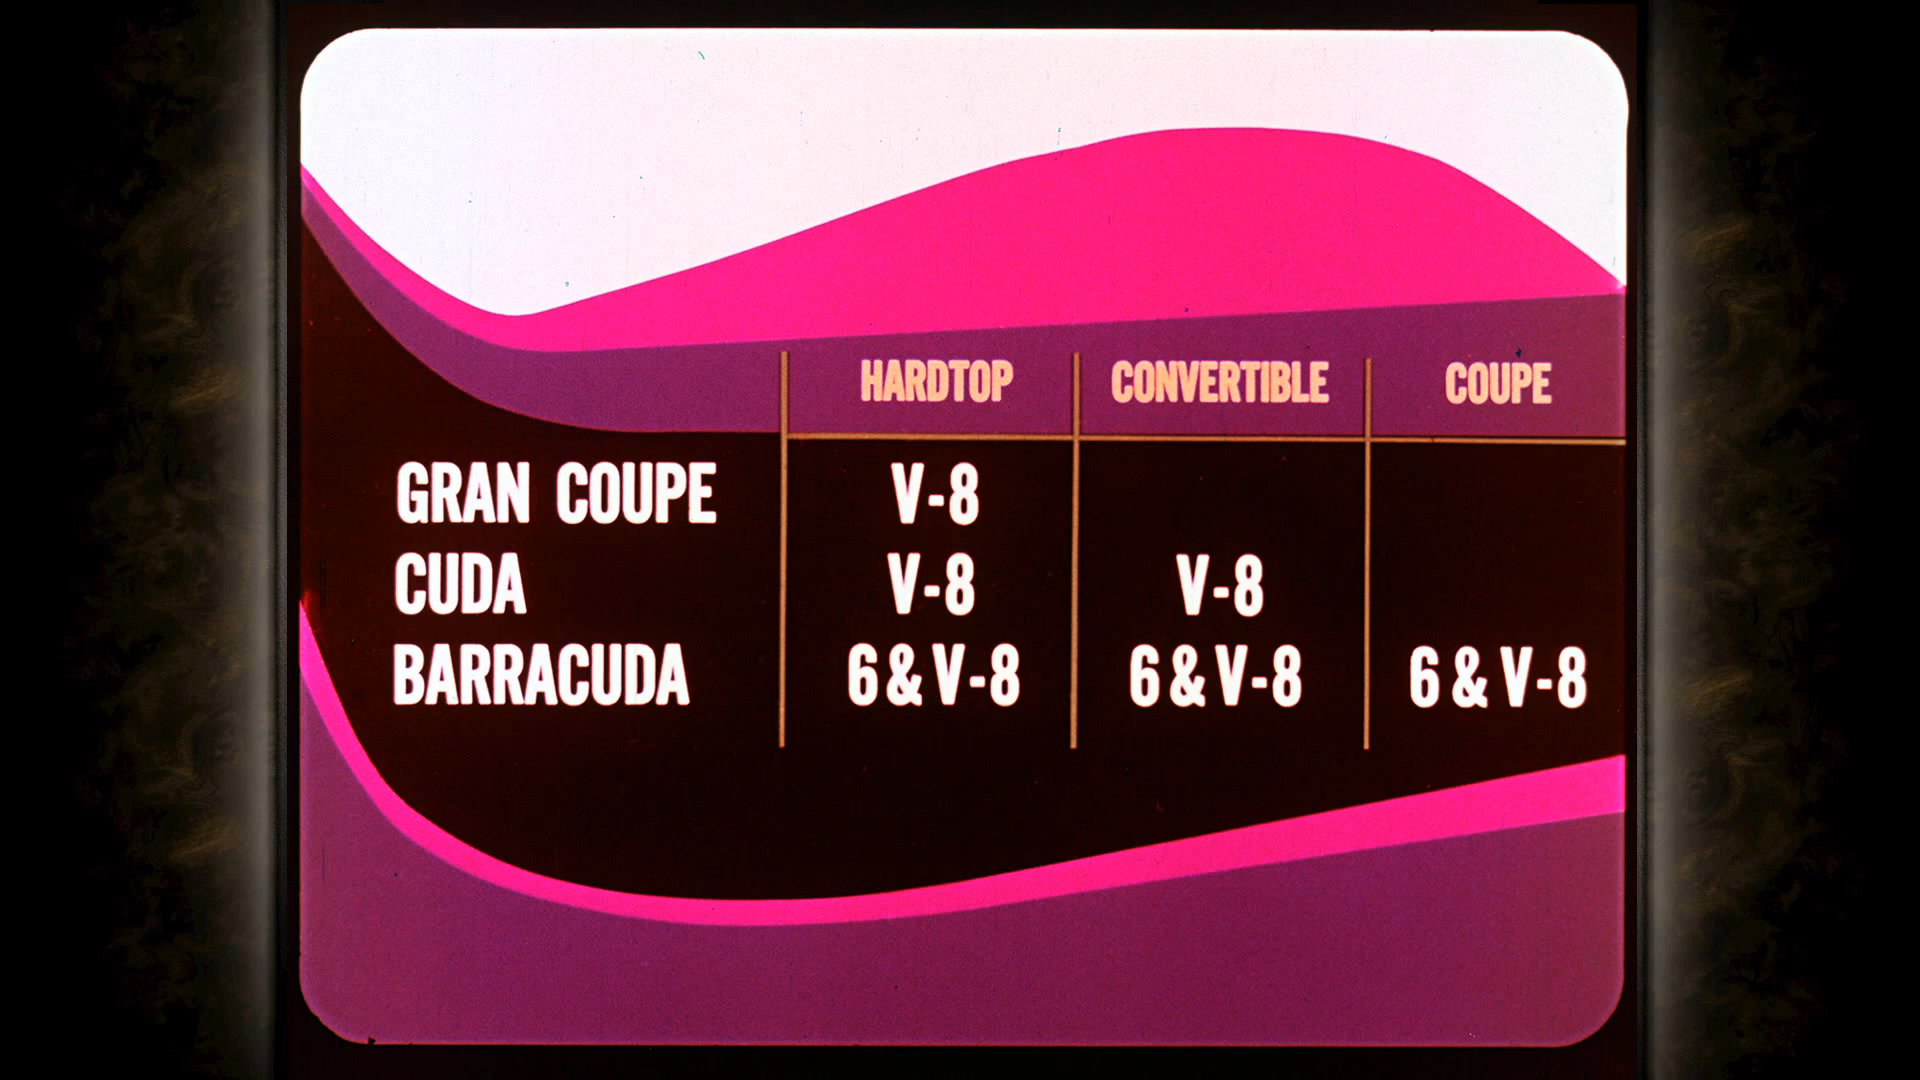 HARDTOP CONVERTIBLE COUPE
GRAN COUPE V-8
CUDA V-8 V-8
BARRACUDA 6 & V-8 6 & V-8 6 & V-8